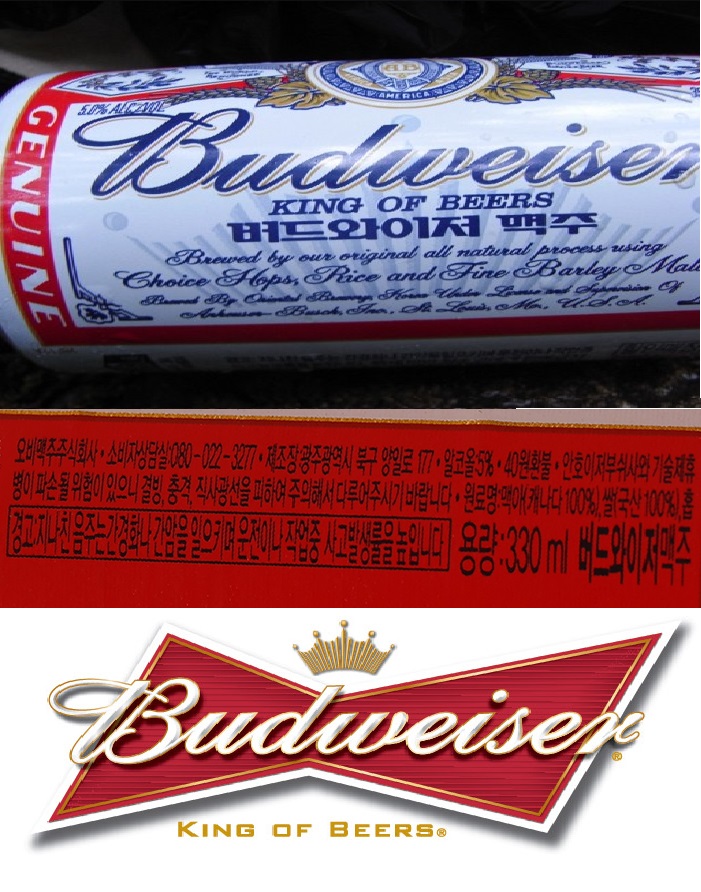 GENUINE
5.0% ALC/VOL
AMERICA
Budweiser
KING OF BEERS
버드와이저 맥주
Brewed by our original all natural process using
Choice Hops, Rice and Fine Barley Malt
Brewed By Oriental Brewery, Korea Under License and Supervision Of
Anheuser-Busch, Inc., St. Louis, Mo., U.S.A.
오비맥주주식회사 • 소비자상담실:080-022-3277 • 제조장:광주광역시 북구 양일로 177 • 알코올:5% • 40원환불 • 안호이저부쉬사와 기술제휴
병이 파손될 위험이 있으니 결빙, 충격, 직사광선을 피하여 주의해서 다루어주시기 바랍니다 • 원료명:맥아(캐나다 100%), 쌀(국산 100%), 홉
경고:지나친 음주는 간경화나 간암을 일으키며 운전이나 작업중 사고발생률을 높입니다
용량:330 ml 버드와이저맥주
Budweiser®
KING OF BEERS®